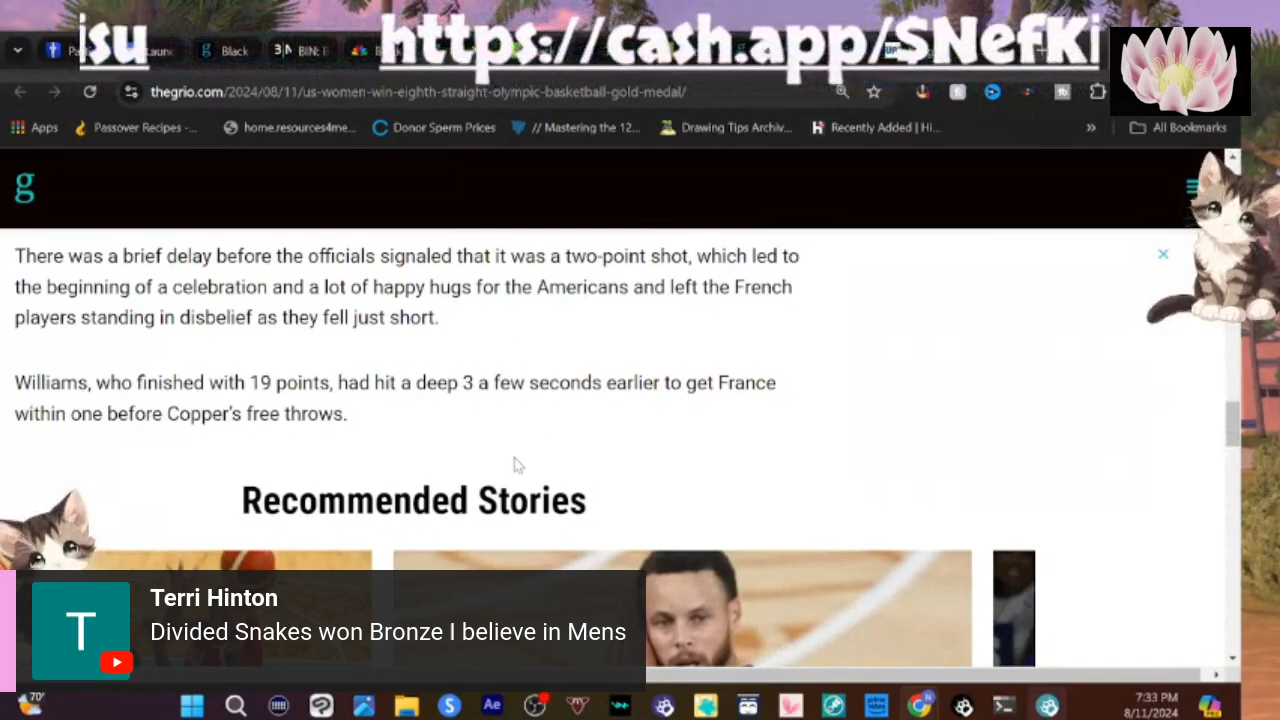 isu https://cash.app/$NefKi
Black
BIN:
thegrio.com/2024/08/11/us-women-win-eighth-straight-olympic-basketball-gold-medal/
Apps Passover Recipes -... home.resources4me... Donor Sperm Prices // Mastering the 12... Drawing Tips Archiv... Recently Added | Hi... » All Bookmarks
g
There was a brief delay before the officials signaled that it was a two-point shot, which led to
the beginning of a celebration and a lot of happy hugs for the Americans and left the French
players standing in disbelief as they fell just short.
Williams, who finished with 19 points, had hit a deep 3 a few seconds earlier to get France
within one before Copper's free throws.
Recommended Stories
T
Terri Hinton
Divided Snakes won Bronze I believe in Mens
70°
7:33 PM
8/11/2024